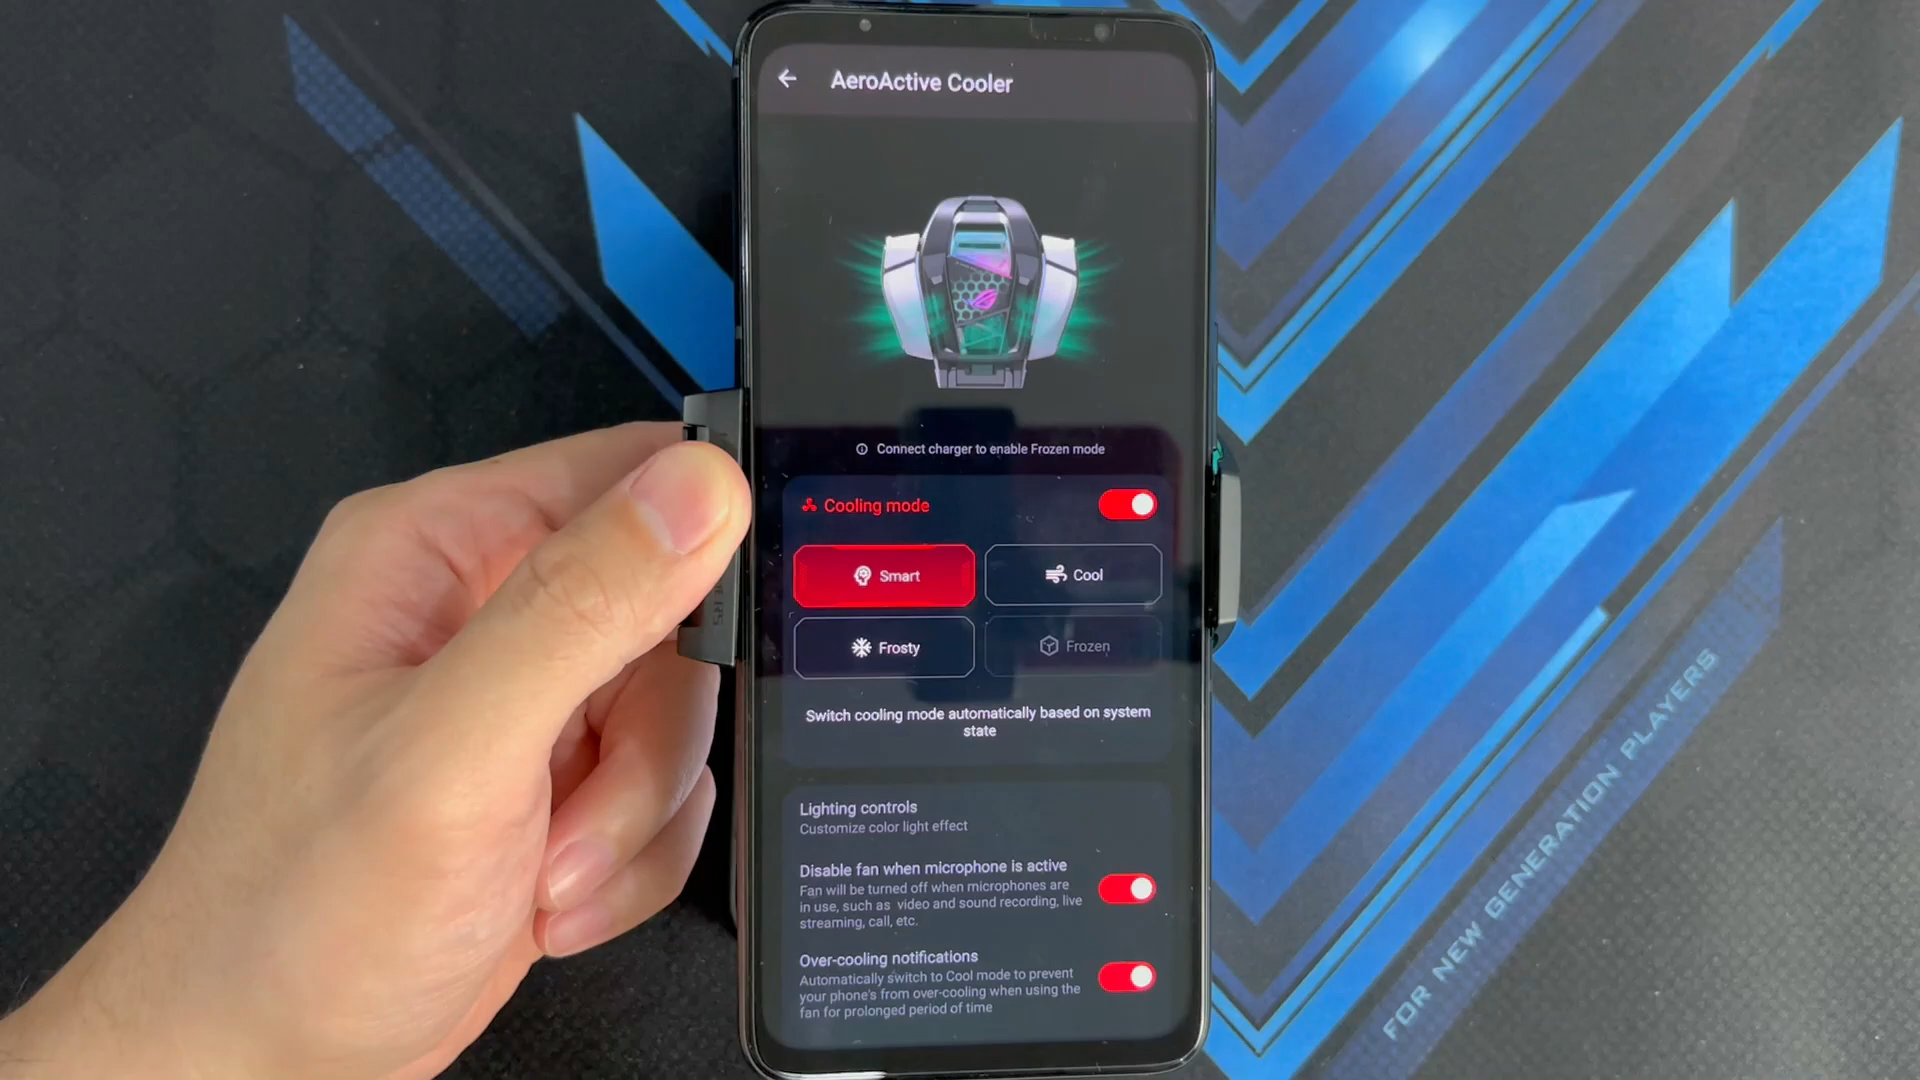 AeroActive Cooler
Connect charger to enable Frozen mode
Cooling mode
Smart
Cool
Frosty
Frozen
Switch cooling mode automatically based on system
state
Lighting controls
Customize color light effect
Disable fan when microphone is active
Fan will be turned off when microphones are
in use, such as video and sound recording, live
streaming, call, etc.
Over-cooling notifications
Automatically switch to Cool mode to prevent
your phone's from over-cooling when using the
fan for prolonged period of time
FOR NEW GENERATION PLAYERS